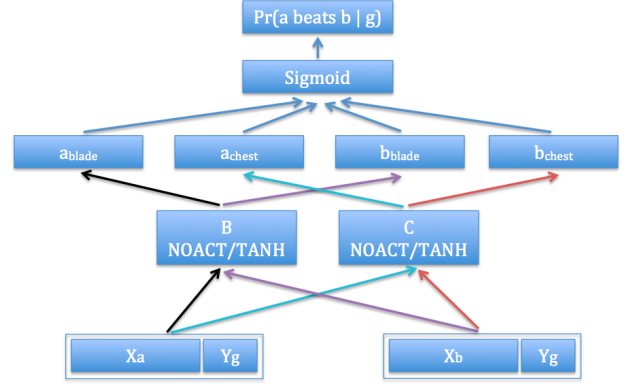 Pr(a beats b | g)
Sigmoid
ablade
achest
bblade
bchest
B
NOACT/TANH
C
NOACT/TANH
Xa
Yg
Xb
Yg